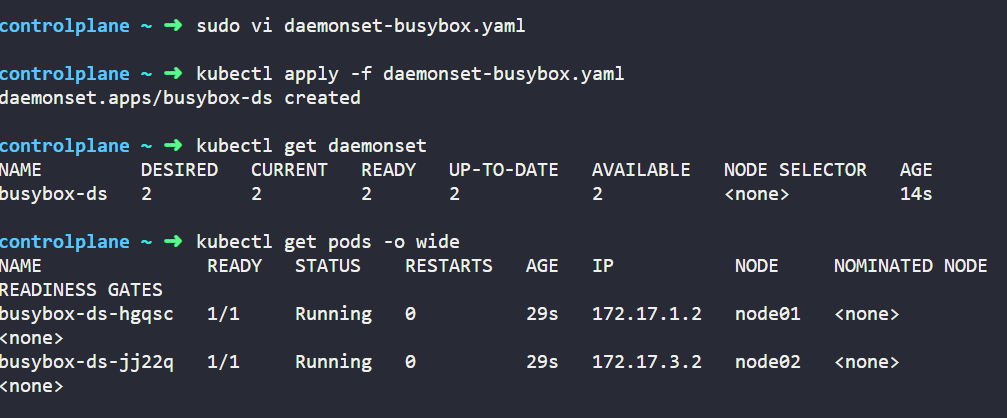 controlplane ~ ➜ sudo vi daemonset-busybox.yaml
controlplane ~ ➜ kubectl apply -f daemonset-busybox.yaml
daemonset.apps/busybox-ds created
controlplane ~ ➜ kubectl get daemonset
NAME DESIRED CURRENT READY UP-TO-DATE AVAILABLE NODE SELECTOR AGE
busybox-ds 2 2 2 2 2 <none> 14s
controlplane ~ ➜ kubectl get pods -o wide
NAME READY STATUS RESTARTS AGE IP NODE NOMINATED NODE
READINESS GATES
busybox-ds-hgqsc 1/1 Running 0 29s 172.17.1.2 node01 <none>
<none>
busybox-ds-jj22q 1/1 Running 0 29s 172.17.3.2 node02 <none>
<none>